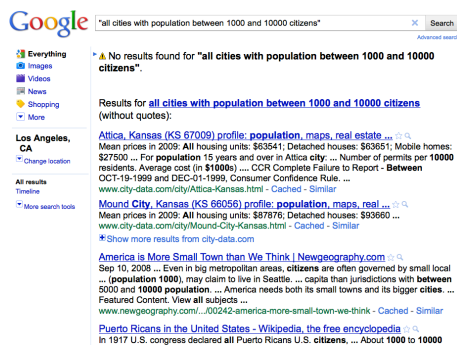 Google
"all cities with population between 1000 and 10000 citizens" × Search
Advanced search
Everything
Images
Videos
News
Shopping
More
Los Angeles,
CA
Change location
All results
Timeline
More search tools
No results found for "all cities with population between 1000 and 10000
citizens".
Results for all cities with population between 1000 and 10000 citizens
(without quotes):
Attica, Kansas (KS 67009) profile: population, maps, real estate ...
Mean prices in 2009: All housing units: $63541; Detached houses: $63651; Mobile homes:
$27500 ... For population 15 years and over in Attica city: ... Number of permits per 10000
residents. Average cost (in $1000s) .... CCR Complete Failure to Report - Between
OCT-19-1999 and DEC-01-1999, Consumer Confidence Rule. ...
www.city-data.com/city/Attica-Kansas.html - Cached - Similar
Mound City, Kansas (KS 66056) profile: population, maps, real ...
Mean prices in 2009: All housing units: $87876; Detached houses: $93660 ...
www.city-data.com/city/Mound-City-Kansas.html - Cached - Similar
Show more results from city-data.com
America is More Small Town than We Think | Newgeography.com
Sep 10, 2008 ... Even in big metropolitan areas, citizens are often governed by small local
... (population 1000), may claim to live in Seattle. ... capita than jurisdictions with between
5000 and 10000 population. ... America needs both its small towns and its bigger cities. ...
Featured Content. View all subjects ...
www.newgeography.com/.../00242-america-more-small-town-we-think - Cached - Similar
Puerto Ricans in the United States - Wikipedia, the free encyclopedia
In 1917 U.S. congress declared all Puerto Ricans U.S. citizens, ... About 1000 to 10000